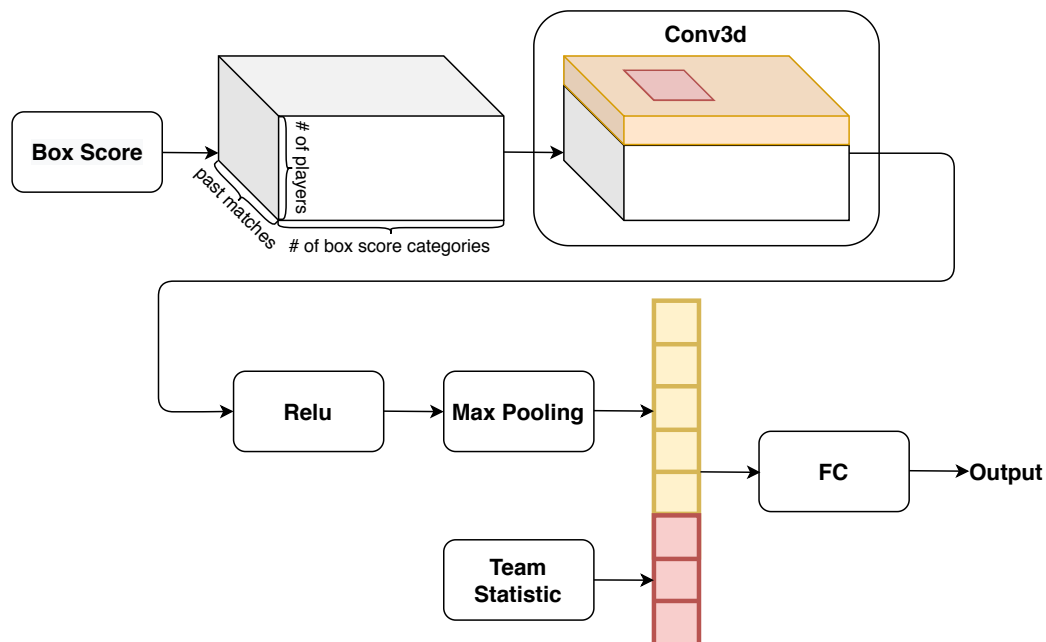 Conv3d
Box Score
# of players
past matches
# of box score categories
Relu
Max Pooling
FC
Output
Team
Statistic